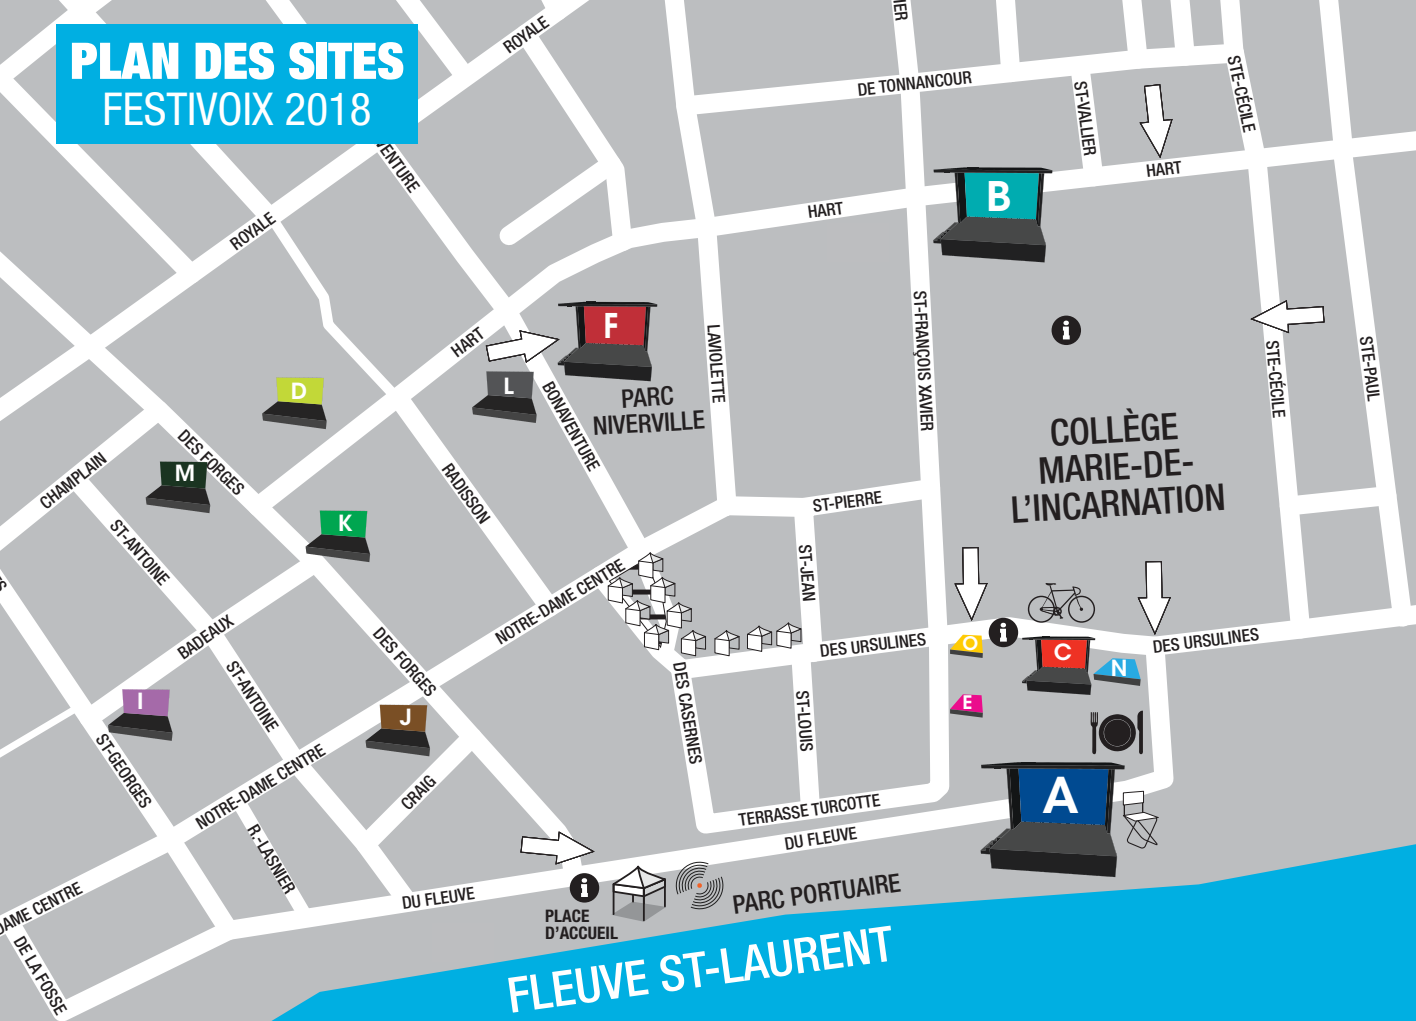 PLAN DES SITES
FESTIVOIX 2018
ROYALE
DE TONNANCOUR
ST-VALLIER
STE-CÉCILE
HART
B
HART
ROYALE
F
HART
L
PARC
NIVERVILLE
LAVIOLETTE
ST-FRANÇOIS XAVIER
i
STE-CÉCILE
STE-PAUL
D
BONAVENTURE
COLLÈGE
MARIE-DE-
L'INCARNATION
DES FORGES
CHAMPLAIN
M
RADISSON
ST-PIERRE
K
ST-ANTOINE
ST-JEAN
NOTRE-DAME CENTRE
BADEAUX
DES FORGES
DES URSULINES
O
i
C
N
DES URSULINES
E
ST-ANTOINE
I
J
DES CASERNES
ST-LOUIS
ST-GEORGES
NOTRE-DAME CENTRE
CRAIG
TERRASSE TURCOTTE
A
R.-LASNIER
DU FLEUVE
DU FLEUVE
i
PLACE
D'ACCUEIL
PARC PORTUAIRE
DE LA FOSSE
FLEUVE ST-LAURENT